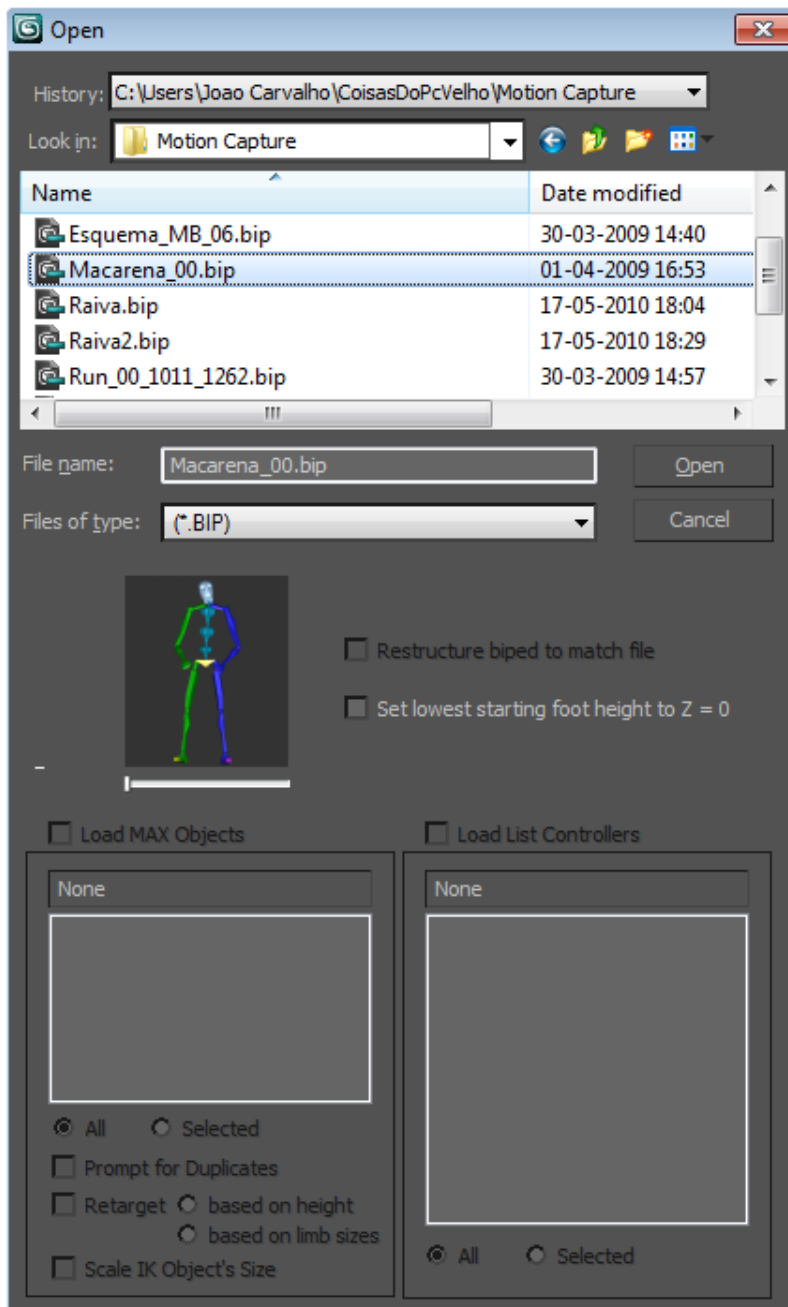 Open
History: C:\Users\Joao Carvalho\CoisasDoPcVelho\Motion Capture
Look in: Motion Capture
Name Date modified
Esquema_MB_06.bip 30-03-2009 14:40
Macarena_00.bip 01-04-2009 16:53
Raiva.bip 17-05-2010 18:04
Raiva2.bip 17-05-2010 18:29
Run_00_1011_1262.bip 30-03-2009 14:57
File name: Macarena_00.bip Open
Files of type: (*.BIP) Cancel
Restructure biped to match file
Set lowest starting foot height to Z = 0
Load MAX Objects
None
All Selected
Prompt for Duplicates
Retarget based on height
based on limb sizes
Scale IK Object's Size
Load List Controllers
None
All Selected